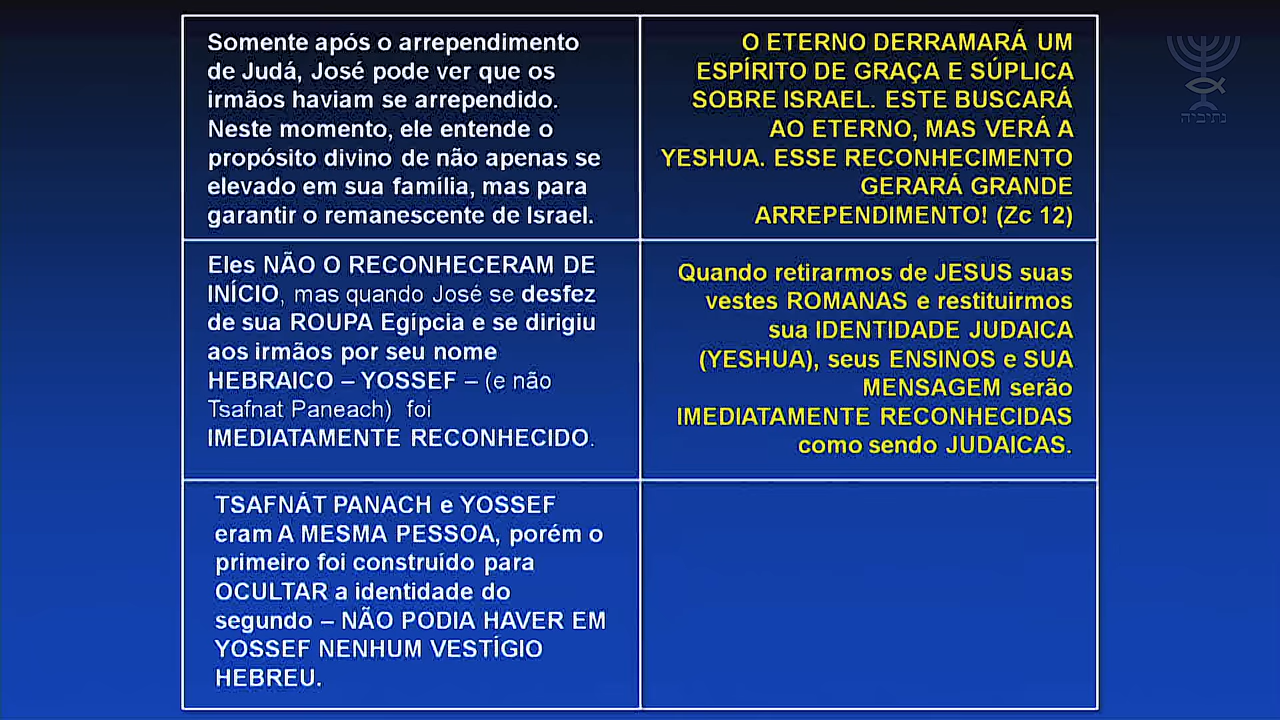 Somente após o arrependimento
de Judá, José pode ver que os
irmãos haviam se arrependido.
Neste momento, ele entende o
propósito divino de não apenas se
elevado em sua família, mas para
garantir o remanescente de Israel.
O ETERNO DERRAMARÁ UM
ESPÍRITO DE GRAÇA E SÚPLICA
SOBRE ISRAEL. ESTE BUSCARÁ
AO ETERNO, MAS VERÁ A
YESHUA. ESSE RECONHECIMENTO
GERARÁ GRANDE
ARREPENDIMENTO! (Zc 12)
Eles NÃO O RECONHECERAM DE
INÍCIO, mas quando José se desfez
de sua ROUPA Egípcia e se dirigiu
aos irmãos por seu nome
HEBRAICO – YOSSEF – (e não
Tsafnat Paneach) foi
IMEDIATAMENTE RECONHECIDO.
Quando retirarmos de JESUS suas
vestes ROMANAS e restituirmos
sua IDENTIDADE JUDAICA
(YESHUA), seus ENSINOS e SUA
MENSAGEM serão
IMEDIATAMENTE RECONHECIDAS
como sendo JUDAICAS.
TSAFNÁT PANACH e YOSSEF
eram A MESMA PESSOA, porém o
primeiro foi construído para
OCULTAR a identidade do
segundo – NÃO PODIA HAVER EM
YOSSEF NENHUM VESTÍGIO
HEBREU.
נתיביה